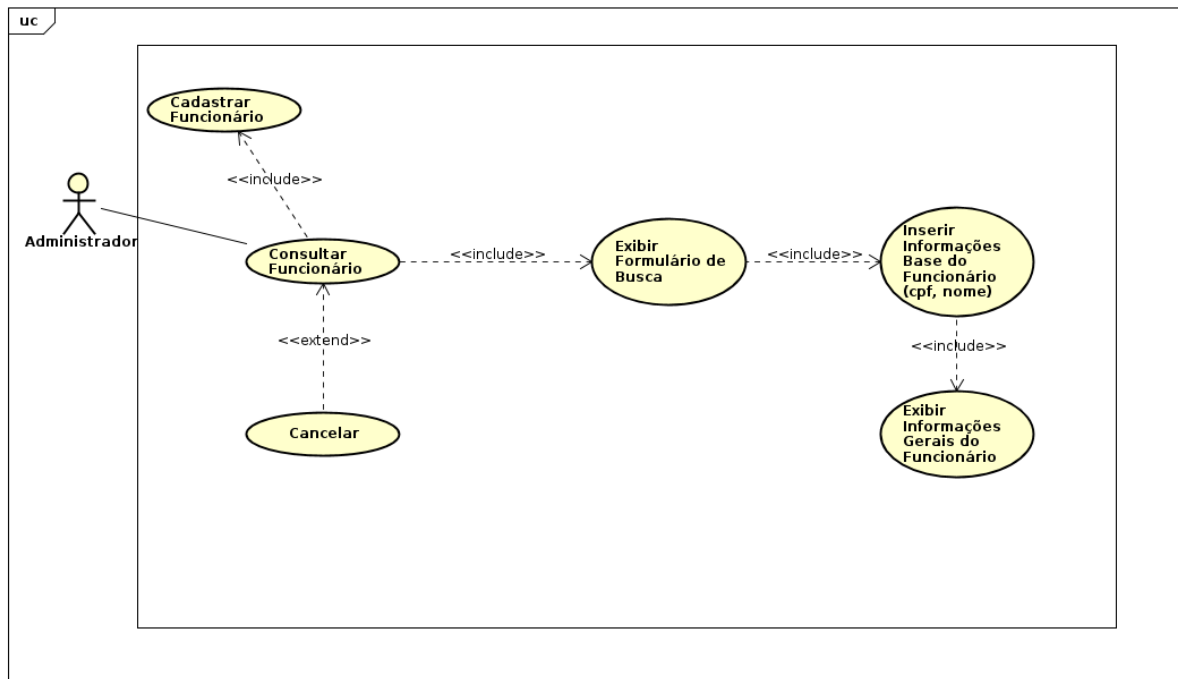 uc
Cadastrar
Funcionário
<<include>>
Administrador
Consultar
Funcionário
<<include>>
Exibir
Formulário de
Busca
<<include>>
Inserir
Informações
Base do
Funcionário
(cpf, nome)
<<extend>>
<<include>>
Cancelar
Exibir
Informações
Gerais do
Funcionário